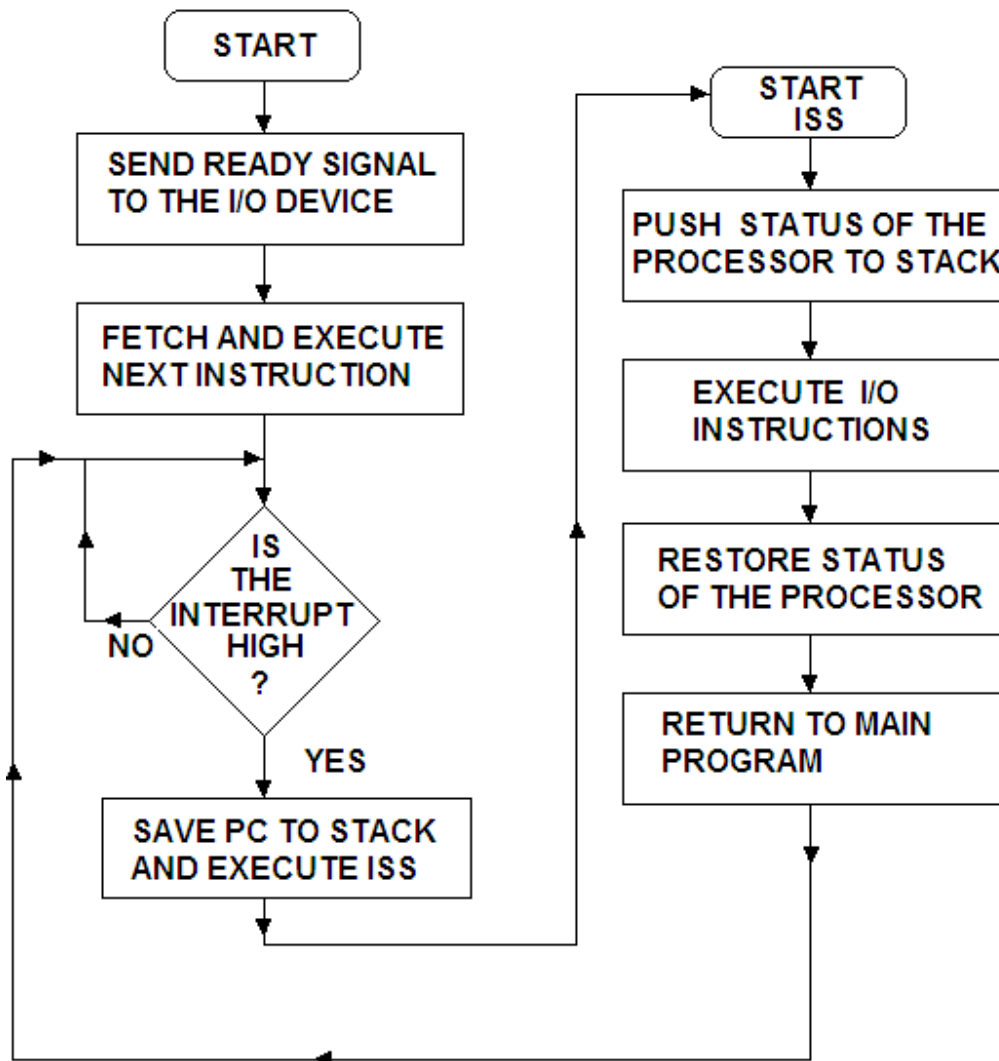 START
SEND READY SIGNAL
TO THE I/O DEVICE
FETCH AND EXECUTE
NEXT INSTRUCTION
IS
THE
INTERRUPT
HIGH
?
NO
YES
SAVE PC TO STACK
AND EXECUTE ISS
START
ISS
PUSH STATUS OF THE
PROCESSOR TO STACK
EXECUTE I/O
INSTRUCTIONS
RESTORE STATUS
OF THE PROCESSOR
RETURN TO MAIN
PROGRAM